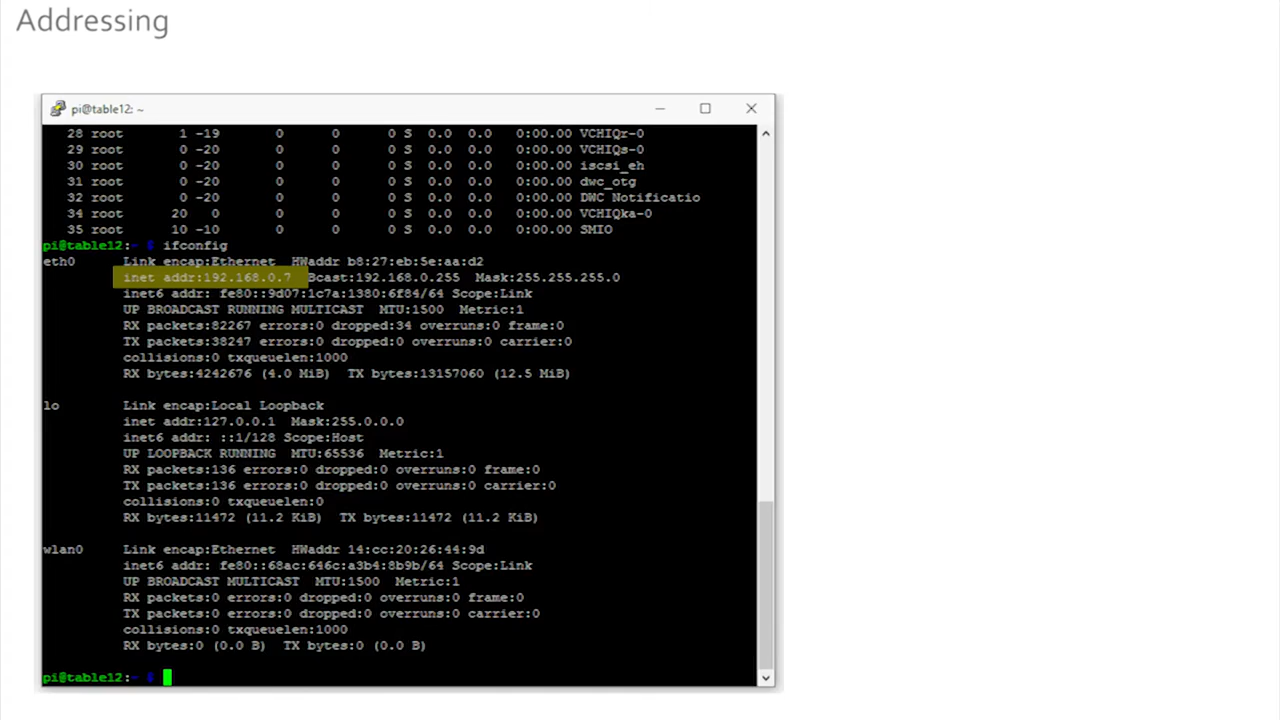 Addressing
pi@table12: ~
28 root 1 -19 0 0 0 S 0.0 0.0 0:00.00 VCHIQr-0
29 root 0 -20 0 0 0 S 0.0 0.0 0:00.00 VCHIQs-0
30 root 0 -20 0 0 0 S 0.0 0.0 0:00.00 iscsi_eh
31 root 0 -20 0 0 0 S 0.0 0.0 0:00.00 dwc_otg
32 root 0 -20 0 0 0 S 0.0 0.0 0:00.00 DWC Notificatio
34 root 20 0 0 0 0 S 0.0 0.0 0:00.00 VCHIQka-0
35 root 10 -10 0 0 0 S 0.0 0.0 0:00.00 SMIO
pi@table12:~ $ ifconfig
eth0 Link encap:Ethernet HWaddr b8:27:eb:5e:aa:d2
inet addr:192.168.0.7 Bcast:192.168.0.255 Mask:255.255.255.0
inet6 addr: fe80::9d07:1c7a:1380:6f84/64 Scope:Link
UP BROADCAST RUNNING MULTICAST MTU:1500 Metric:1
RX packets:82267 errors:0 dropped:34 overruns:0 frame:0
TX packets:38247 errors:0 dropped:0 overruns:0 carrier:0
collisions:0 txqueuelen:1000
RX bytes:4242676 (4.0 MiB) TX bytes:13157060 (12.5 MiB)
lo Link encap:Local Loopback
inet addr:127.0.0.1 Mask:255.0.0.0
inet6 addr: ::1/128 Scope:Host
UP LOOPBACK RUNNING MTU:65536 Metric:1
RX packets:136 errors:0 dropped:0 overruns:0 frame:0
TX packets:136 errors:0 dropped:0 overruns:0 carrier:0
collisions:0 txqueuelen:0
RX bytes:11472 (11.2 KiB) TX bytes:11472 (11.2 KiB)
wlan0 Link encap:Ethernet HWaddr 14:cc:20:26:44:9d
inet6 addr: fe80::68ac:646c:a3b4:8b9b/64 Scope:Link
UP BROADCAST MULTICAST MTU:1500 Metric:1
RX packets:0 errors:0 dropped:0 overruns:0 frame:0
TX packets:0 errors:0 dropped:0 overruns:0 carrier:0
collisions:0 txqueuelen:1000
RX bytes:0 (0.0 B) TX bytes:0 (0.0 B)
pi@table12:~ $